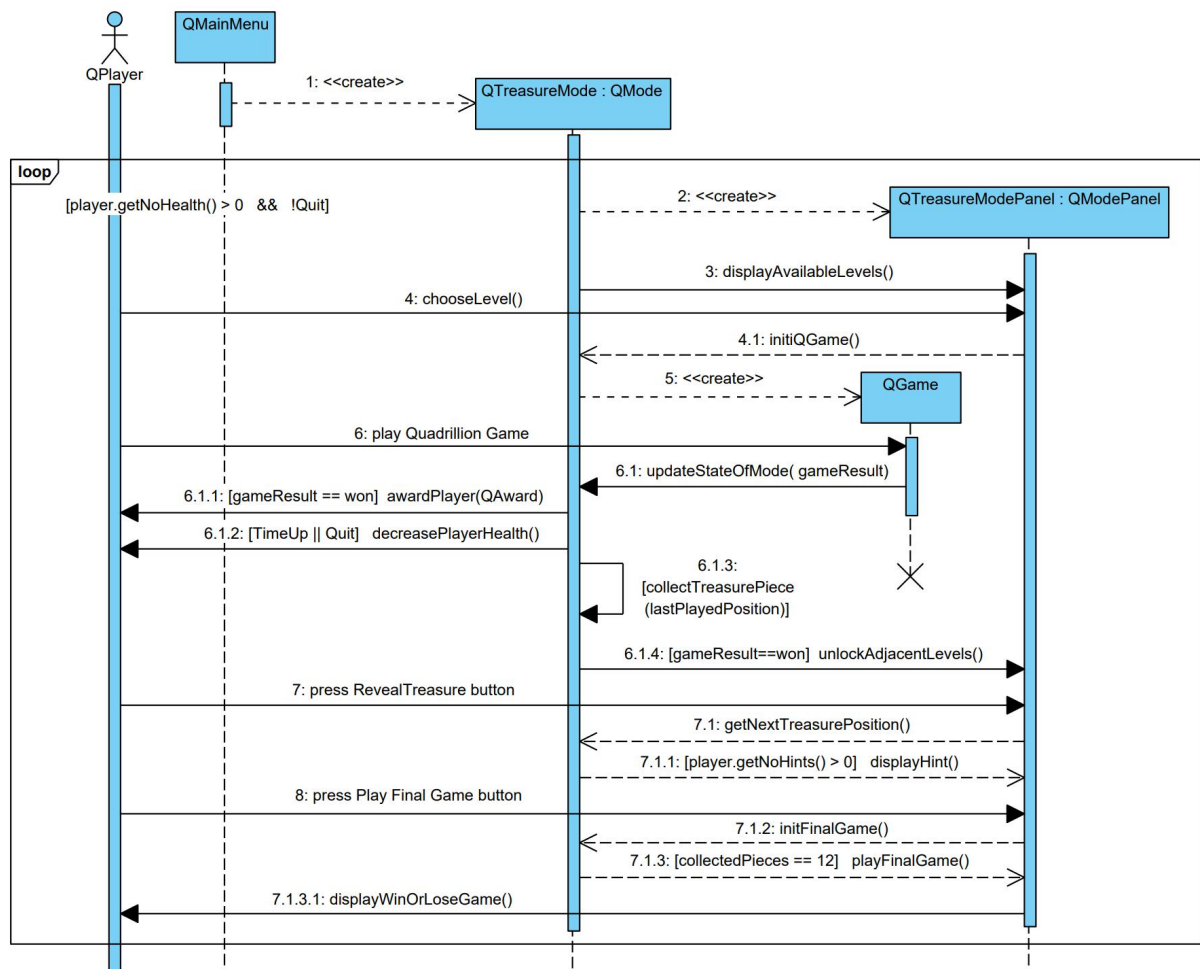 QMainMenu
QPlayer
1: <<create>>
QTreasureMode : QMode
loop
[player.getNoHealth() > 0   &&   !Quit]
2: <<create>>
QTreasureModePanel : QModePanel
3: displayAvailableLevels()
4: chooseLevel()
4.1: initiQGame()
5: <<create>>
QGame
6: play Quadrillion Game
6.1: updateStateOfMode( gameResult)
6.1.1: [gameResult == won]  awardPlayer(QAward)
6.1.2: [TimeUp || Quit]   decreasePlayerHealth()
6.1.3:
[collectTreasurePiece
(lastPlayedPosition)]
6.1.4: [gameResult==won]  unlockAdjacentLevels()
7: press RevealTreasure button
7.1: getNextTreasurePosition()
7.1.1: [player.getNoHints() > 0]   displayHint()
8: press Play Final Game button
7.1.2: initFinalGame()
7.1.3: [collectedPieces == 12]   playFinalGame()
7.1.3.1: displayWinOrLoseGame()